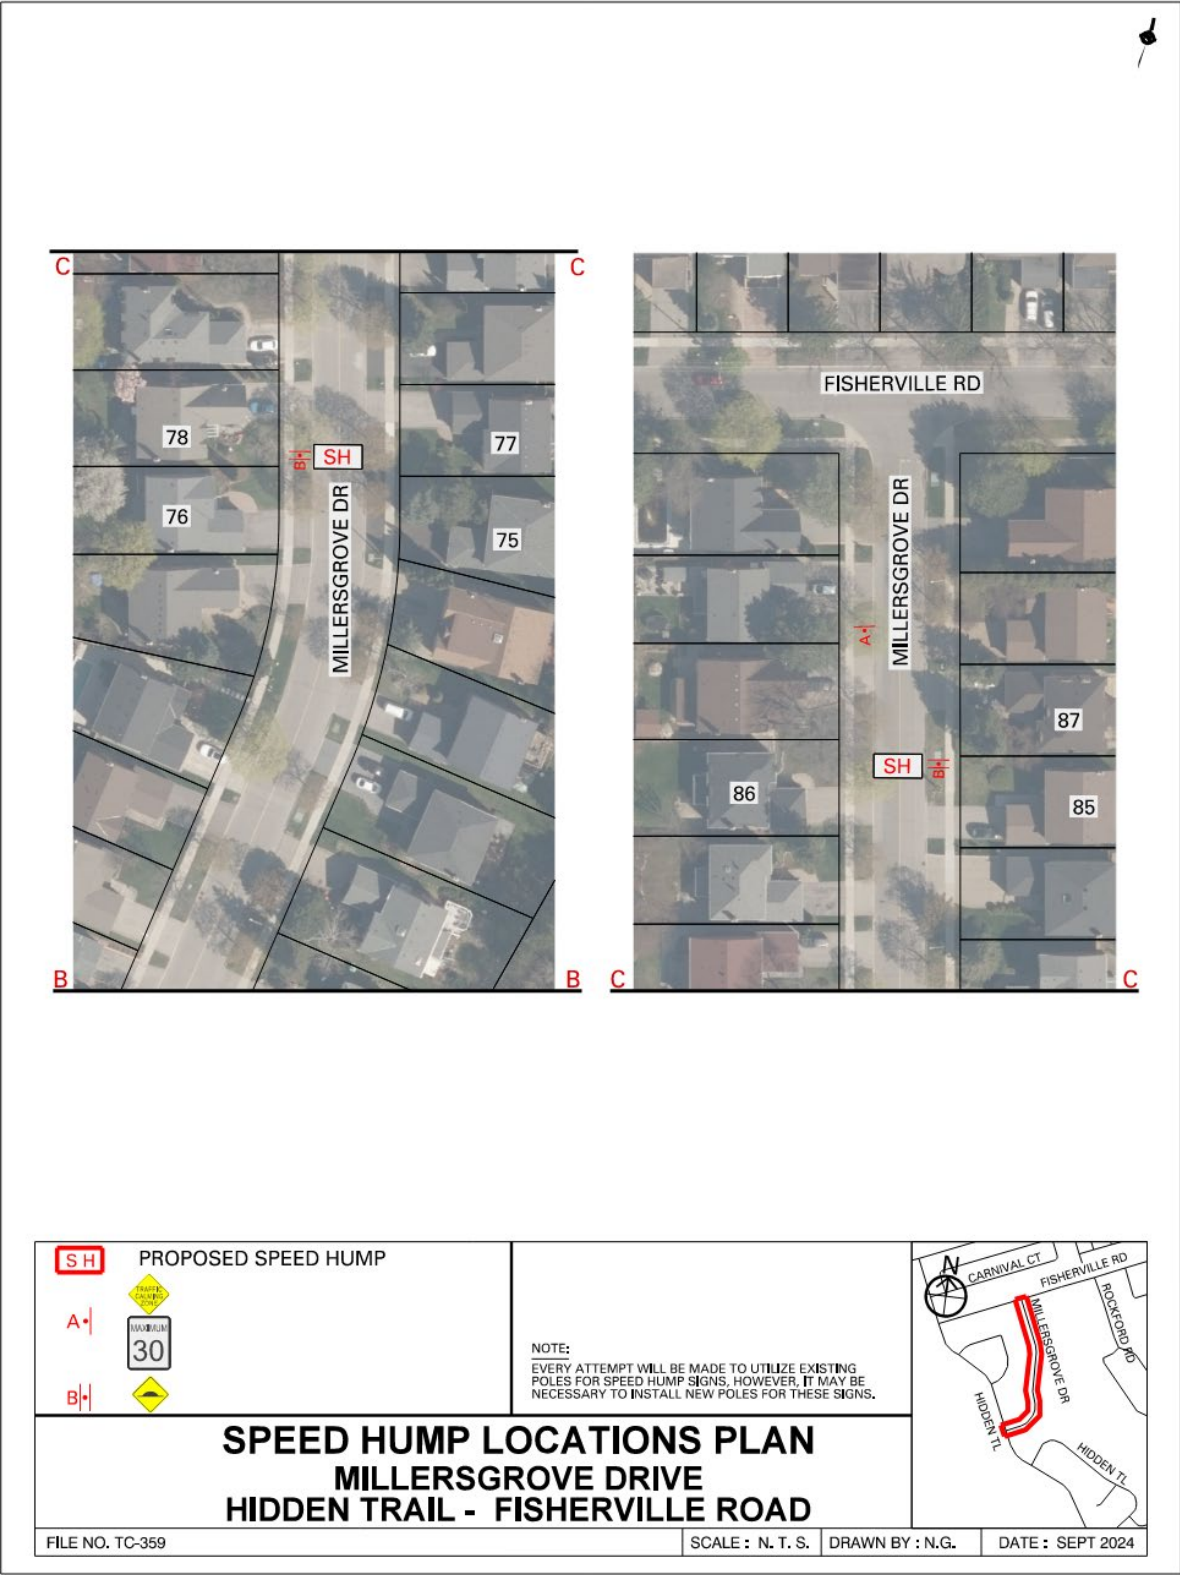 C
C
78
77
B
SH
76
75
MILLERSGROVE DR
B
B
FISHERVILLE RD
MILLERSGROVE DR
A
87
SH
B
86
85
C
C
SH
PROPOSED SPEED HUMP
TRAFFIC
CALMING
ZONE
A
MAXIMUM
30
B
NOTE:
EVERY ATTEMPT WILL BE MADE TO UTILIZE EXISTING
POLES FOR SPEED HUMP SIGNS, HOWEVER, IT MAY BE
NECESSARY TO INSTALL NEW POLES FOR THESE SIGNS.
N
CARNIVAL CT
FISHERVILLE RD
ROCKFORD RD
MILLERSGROVE DR
HIDDEN TL
HIDDEN TL
SPEED HUMP LOCATIONS PLAN
MILLERSGROVE DRIVE
HIDDEN TRAIL - FISHERVILLE ROAD
FILE NO. TC-359
SCALE : N. T. S.
DRAWN BY : N.G.
DATE : SEPT 2024